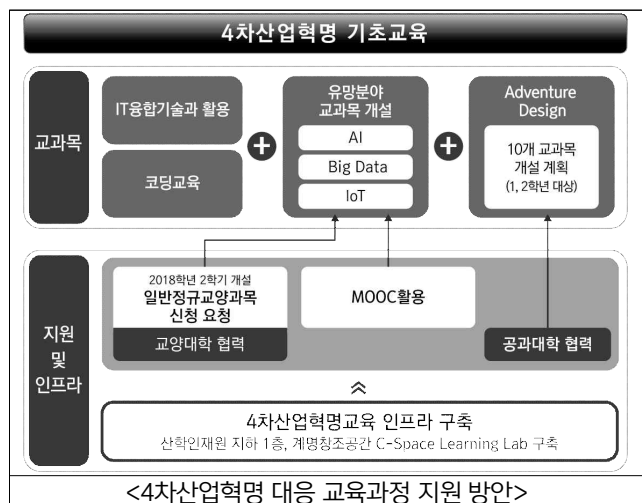 4차산업혁명 기초교육
교과목
IT융합기술과 활용
코딩교육
유망분야
교과목 개설
AI
Big Data
IoT
Adventure
Design
10개 교과목
개설 계획
(1, 2학년 대상)
지원
및
인프라
2018학년 2학기 개설
일반정규교양과목
신청 요청
교양대학 협력
MOOC활용
공과대학 협력
4차산업혁명교육 인프라 구축
산학인재원 지하 1층, 계명창조공간 C-Space Learning Lab 구축
<4차산업혁명 대응 교육과정 지원 방안>